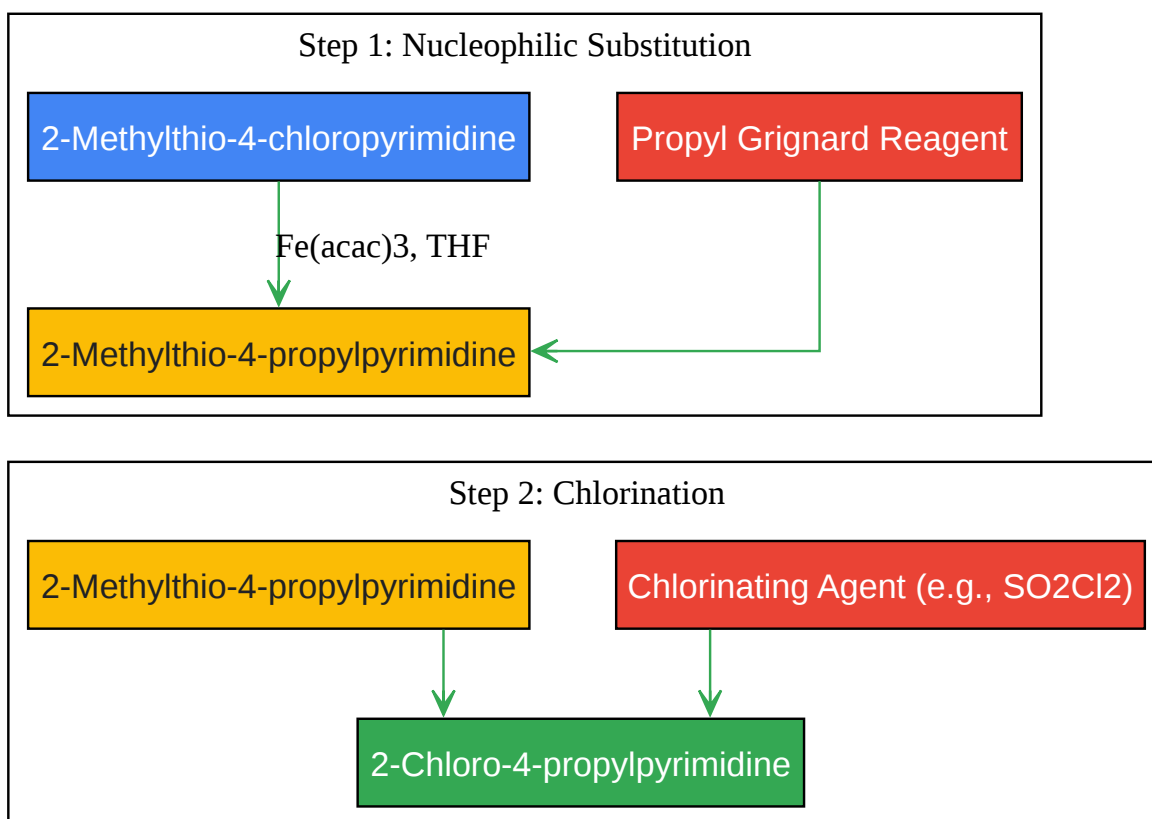 Step 1: Nucleophilic Substitution
2-Methylthio-4-chloropyrimidine
Propyl Grignard Reagent
Fe(acac)3, THF
2-Methylthio-4-propylpyrimidine
Step 2: Chlorination
2-Methylthio-4-propylpyrimidine
Chlorinating Agent (e.g., SO2Cl2)
2-Chloro-4-propylpyrimidine